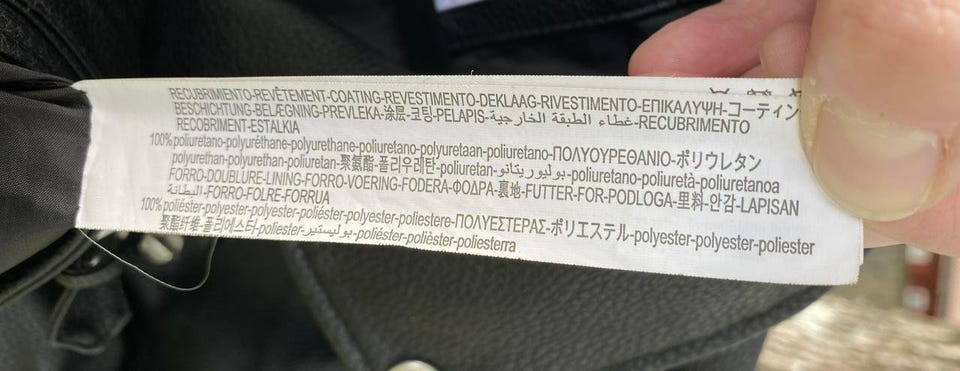 RECUBRIMIENTO-REVÊTEMENT-COATING-REVESTIMENTO-DEKLAAG-RIVESTIMENTO-ΕΠΙΚΑΛΥΨΗ-コーティン
BESCHICHTUNG-BELÆGNING-PREVLEKA-涂层-코팅-PELAPIS-غطاء الطبقة الخارجية-RECUBRIMENTO
RECOBRIMENT-ESTALKIA
100% poliuretano-polyuréthane-polyurethane-poliuretano-polyuretaan-poliuretano-ΠΟΛΥΟΥΡΕΘΑΝΙΟ-ポリウレタン
polyurethan-polyurethan-poliuretan-聚氨酯-폴리우레탄-poliuretan-بوليوريثانو-poliuretano-poliuretà-poliuretanoa
FORRO-DOUBLURE-LINING-FORRO-VOERING-FODERA-ΦΟΔΡΑ-裏地-FUTTER-FOR-PODLOGA-里料-안감-LAPISAN
البطانة-FORRO-FOLRE-FORRUA
100% poliéster-polyester-polyester-poliéster-polyester-poliestere-ΠΟΛΥΕΣΤΕΡΑΣ-ポリエステル-polyester-polyester-poliester
聚酯纤维-폴리에스터-poliester-بوليستير-poliéster-polièster-poliesterra